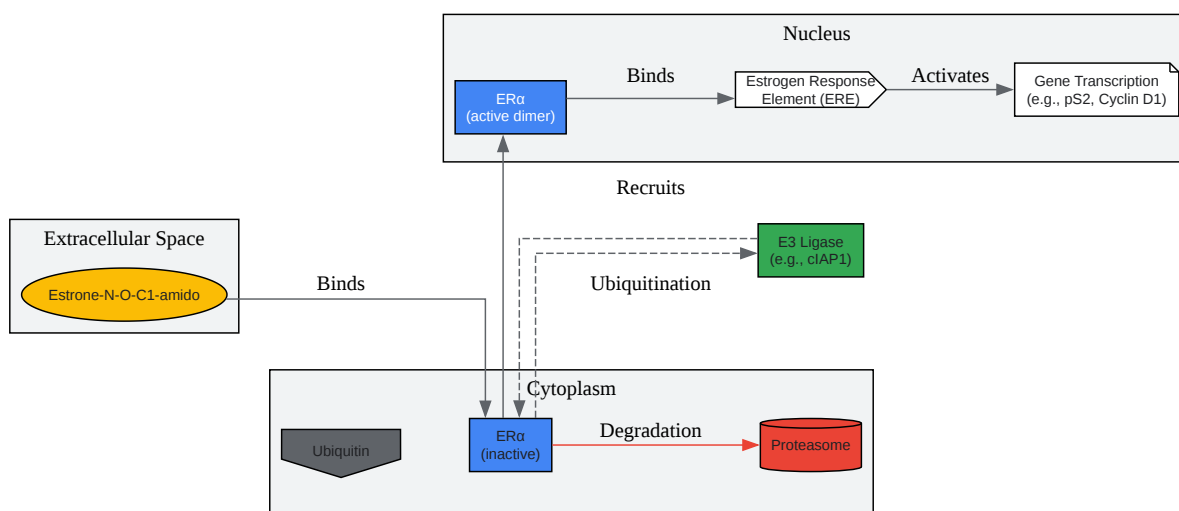 Nucleus
Binds
Activates
ERα
(active dimer)
Estrogen Response
Element (ERE)
Gene Transcription
(e.g., pS2, Cyclin D1)
Recruits
Extracellular Space
E3 Ligase
(e.g., cIAP1)
Estrone-N-O-C1-amido
Binds
Ubiquitination
Cytoplasm
Ubiquitin
ERα
(inactive)
Degradation
Proteasome